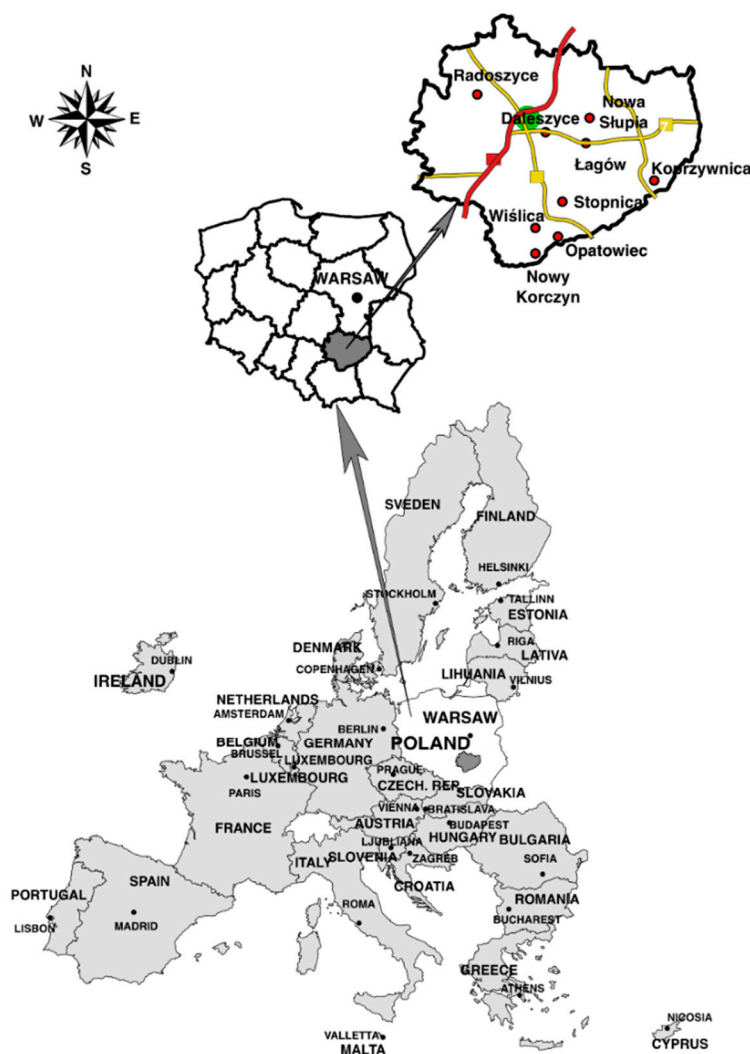 N
W
E
S
Radoszyce
Nowa
Słupia
Daleszyce
7
Łagów
Koprzywnica
Stopnica
Wiślica
Opatowiec
Nowy
Korczyn
WARSAW
SVEDEN
FINLAND
HELSINKI
STOCKHOLM
TALLINN
ESTONIA
RIGA
LATIVA
DENMARK
COPENHAGEN
LIHUANIA
VILNIUS
DUBLIN
IRELAND
NETHERLANDS
AMSTERDAM
WARSAW
BERLIN
POLAND
BELGIUM
BRUSSEL
GERMANY
LUXEMBOURG
LUXEMBOURG
PRAGUE
CZECH. REP.
SLOVAKIA
PARIS
VIENNA
BRATISLAVA
AUSTRIA
BUDAPEST
FRANCE
HUNGARY
BULGARIA
LJUBLJANA
ITALY
SLOVENIA
ZAGREB
SOFIA
CROATIA
SPAIN
PORTUGAL
ROMA
ROMANIA
BUCHAREST
LISBON
MADRID
GREECE
ATHENS
NICOSIA
CYPRUS
VALLETTA
MALTA